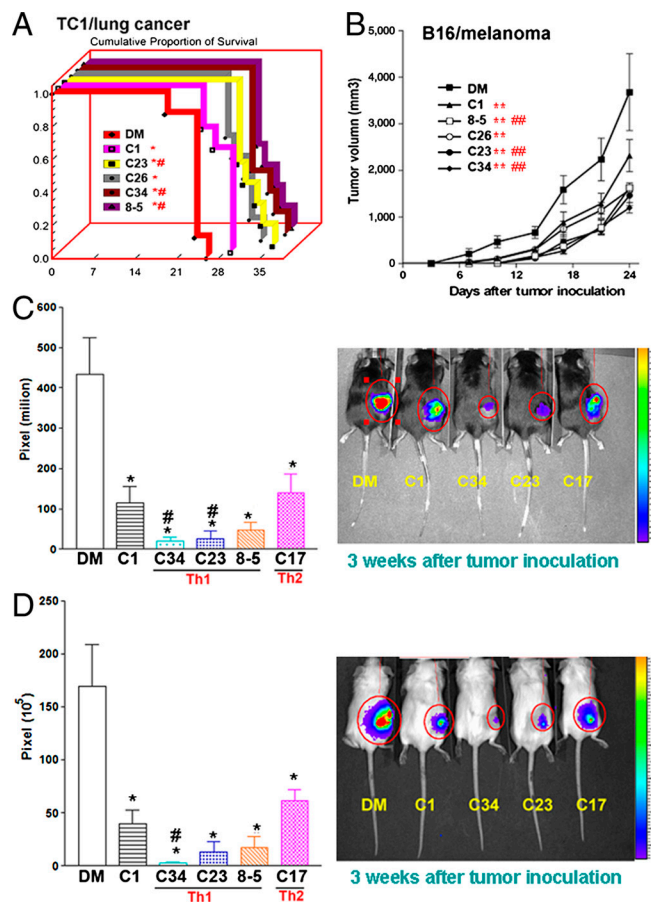 A
TC1/lung cancer
Cumulative Proportion of Survival
1.0
0.8
0.6
0.4
0.2
0.0
0
7
14
21
24
28
35
DM
C1 *
C23 *#
C26 *
C34 *#
8-5 *#
B
B16/melanoma
Tumor volumn (mm3)
5,000
4,000
3,000
2,000
1,000
0
DM
C1 **
8-5 ** ##
C26 **
C23 ** ##
C34 ** ##
0 6 12 18 24
Days after tumor inoculation
C
Pixel (million)
600
500
400
300
200
100
0
* # * # * * *
DM C1 C34 C23 8-5 C17
Th1 Th2
DM C1 C34 C23 C17
3 weeks after tumor inoculation
D
Pixel (10⁵)
250
200
150
100
50
0
* # * * * *
DM C1 C34 C23 8-5 C17
Th1 Th2
DM C1 C34 C23 C17
3 weeks after tumor inoculation